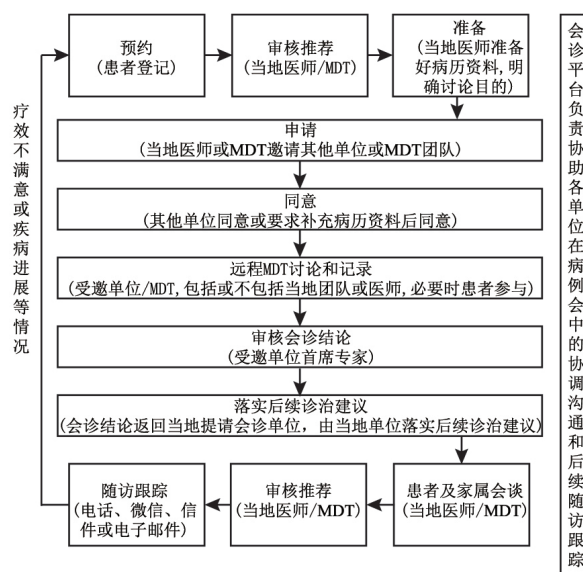 预约
(患者登记)
审核推荐
(当地医师/MDT)
准备
(当地医师准备
好病历资料,明
确讨论目的)
申请
(当地医师或MDT邀请其他单位或MDT团队)
同意
(其他单位同意或要求补充病历资料后同意)
远程MDT讨论和记录
(受邀单位/MDT,包括或不包括当地团队或医师,必要时患者参与)
审核会诊结论
(受邀单位首席专家)
落实后续诊治建议
(会诊结论返回当地提请会诊单位，由当地单位落实后续诊治建议)
患者及家属会谈
(当地医师/MDT)
审核推荐
(当地医师/MDT)
随访跟踪
(电话、微信、信
件或电子邮件)
疗效不满意或疾病进展等情况
会诊平台负责协助各单位在病例会中的协调沟通和后续随访跟踪